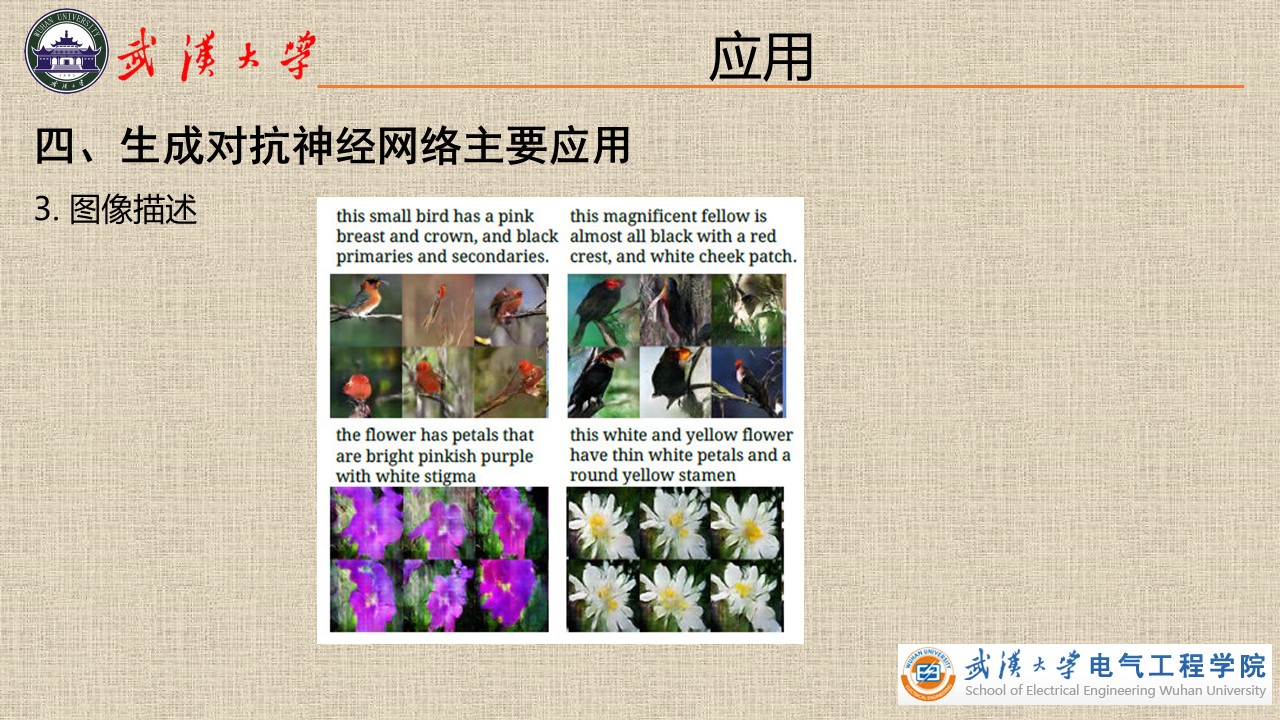 WUHAN UNIVERSITY
武漢大学
应用
四、生成对抗神经网络主要应用
3. 图像描述
this small bird has a pink
breast and crown, and black
primaries and secondaries.
this magnificent fellow is
almost all black with a red
crest, and white cheek patch.
the flower has petals that
are bright pinkish purple
with white stigma
this white and yellow flower
have thin white petals and a
round yellow stamen
武漢大学电气工程学院
School of Electrical Engineering Wuhan University